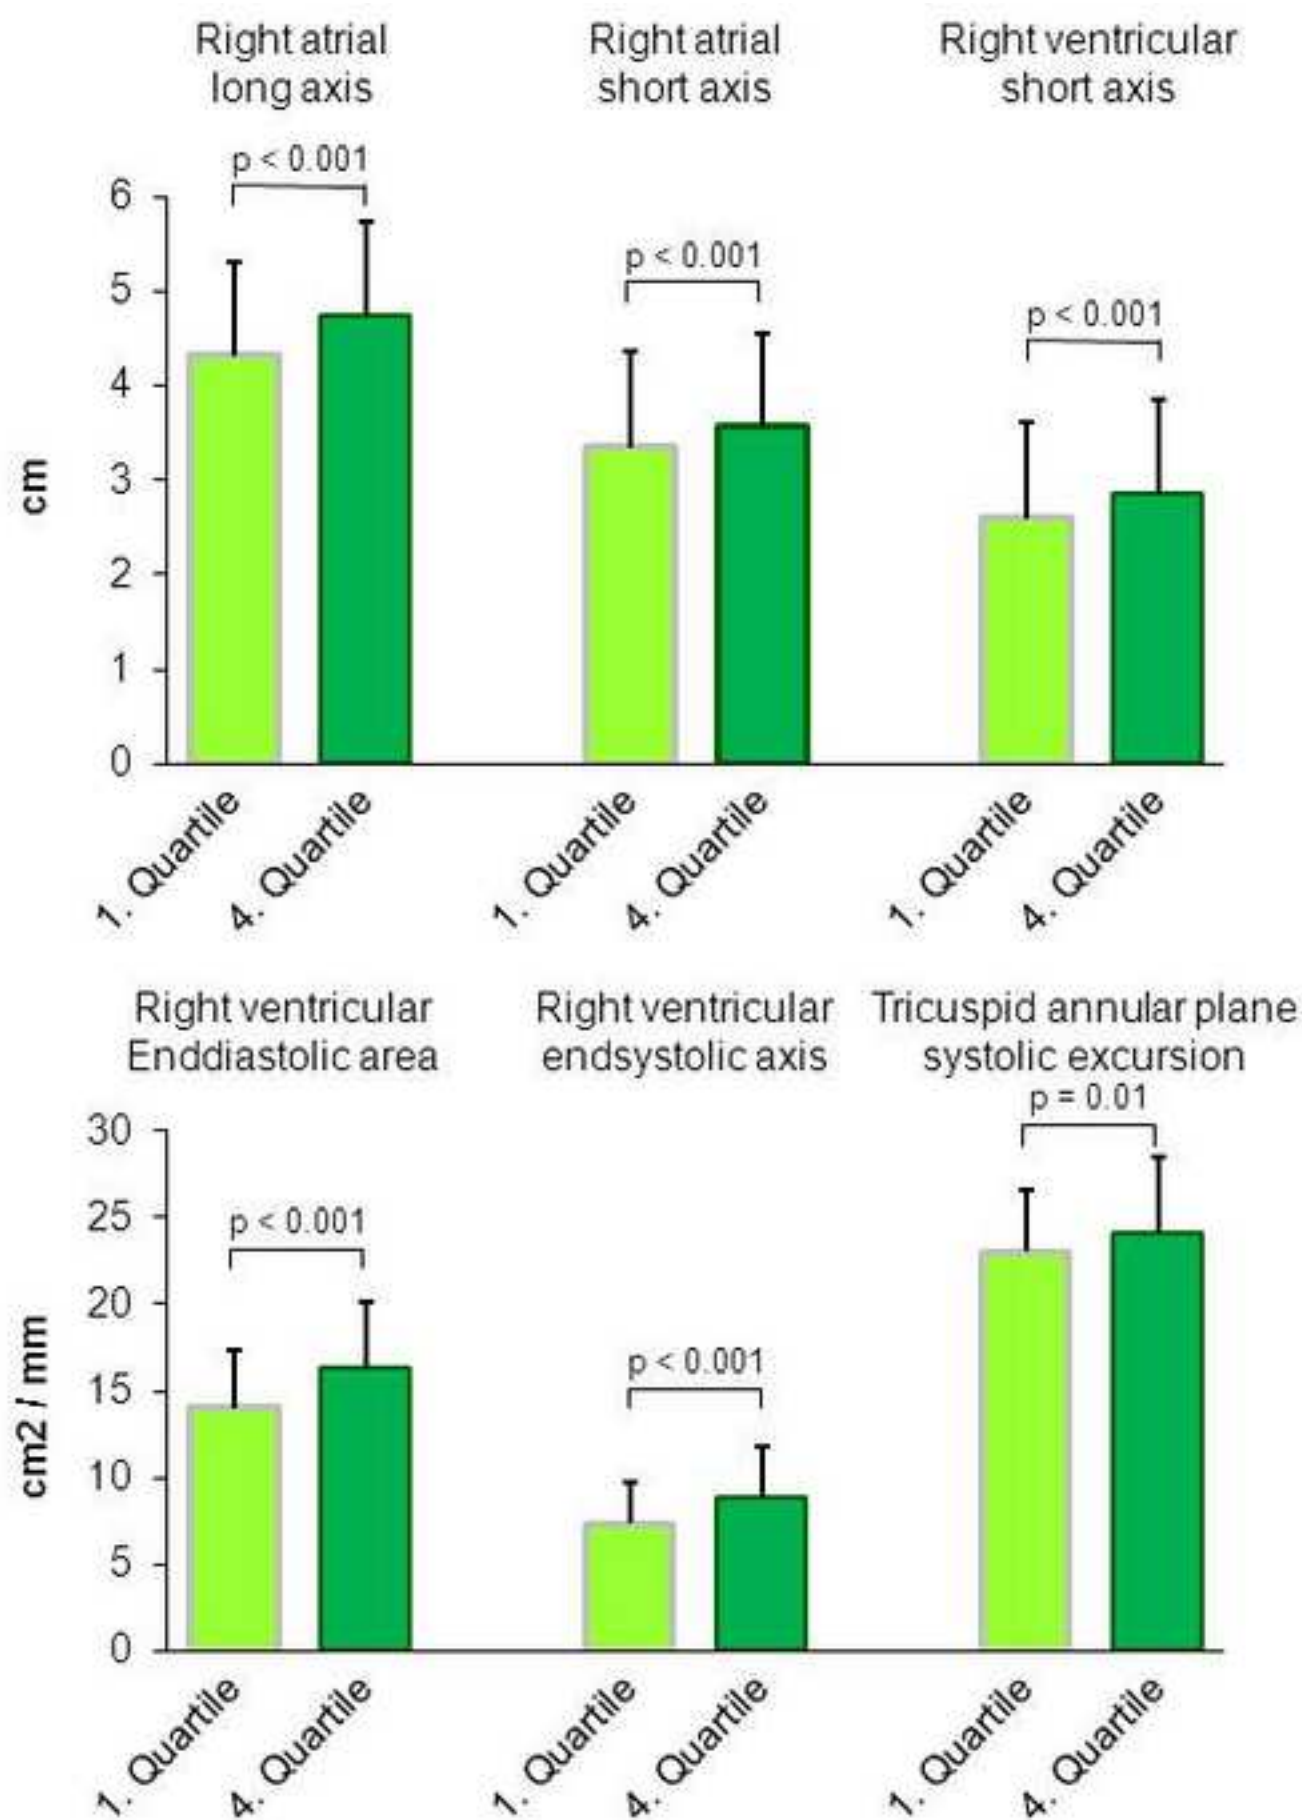 Right atrial
long axis
Right atrial
short axis
Right ventricular
short axis
p < 0.001
p < 0.001
p < 0.001
cm
6
5
4
3
2
1
0
1. Quartile
4. Quartile
1. Quartile
4. Quartile
1. Quartile
4. Quartile
Right ventricular
Enddiastolic area
Right ventricular
endsystolic axis
Tricuspid annular plane
systolic excursion
p = 0.01
p < 0.001
p < 0.001
cm2 / mm
30
25
20
15
10
5
0
1. Quartile
4. Quartile
1. Quartile
4. Quartile
1. Quartile
4. Quartile